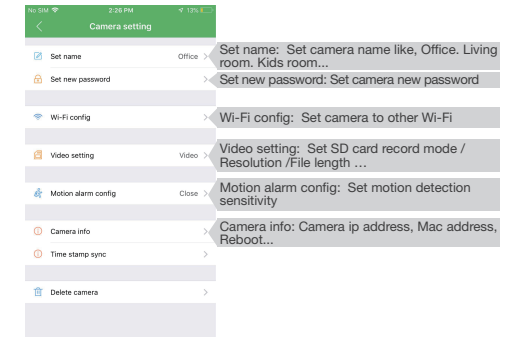 No SIM 2:26 PM 13%
Camera setting
Set name Office
Set name: Set camera name like, Office. Living
room. Kids room...
Set new password
Set new password: Set camera new password
Wi-Fi config
Wi-Fi config: Set camera to other Wi-Fi
Video setting Video
Video setting: Set SD card record mode /
Resolution /File length ...
Motion alarm config Close
Motion alarm config: Set motion detection
sensitivity
Camera info
Camera info: Camera ip address, Mac address,
Reboot...
Time stamp sync
Delete camera